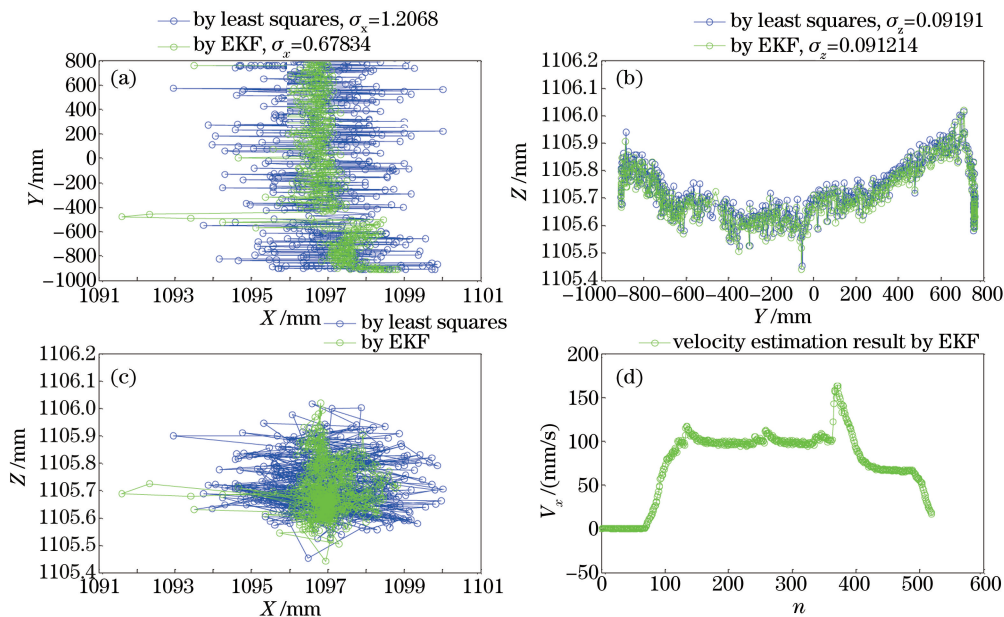 by least squares, σx=1.2068
by EKF, σx=0.67834
(a)
800
600
400
200
0
−200
−400
−600
−800
−1000
Y /mm
1091 1093 1095 1097 1099 1101
X /mm
by least squares, σz=0.09191
by EKF, σz=0.091214
(b)
1106.2
1106.1
1106.0
1105.9
1105.8
1105.7
1105.6
1105.5
1105.4
Z /mm
−1000 −800 −600 −400 −200 0 200 400 600 800
Y /mm
by least squares
by EKF
(c)
1106.2
1106.1
1106.0
1105.9
1105.8
1105.7
1105.6
1105.5
1105.4
Z /mm
1091 1093 1095 1097 1099 1101
X /mm
velocity estimation result by EKF
(d)
200
150
100
50
0
−50
Vx /(mm/s)
0 100 200 300 400 500 600
n